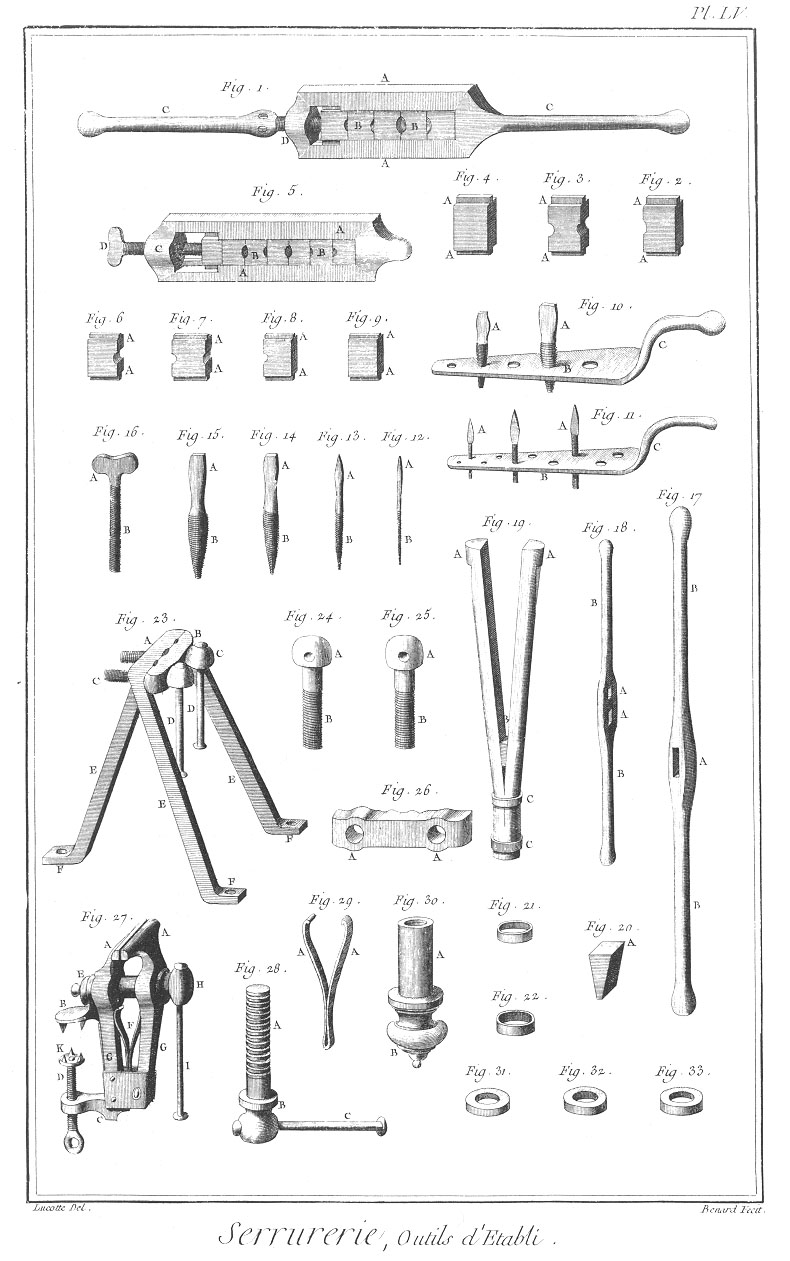 Pl. LV.
Fig. 1.
A
C
C
B
B
D
A
Fig. 4.
Fig. 3.
Fig. 2.
A
A
A
A
A
A
Fig. 5.
D
C
A
B
B
A
Fig. 6
Fig. 7.
Fig. 8.
Fig. 9.
A
A
A
A
A
A
A
A
Fig. 10.
A
A
B
C
Fig. 11.
A
A
B
C
Fig. 16.
Fig. 15.
Fig. 14
Fig. 13.
Fig. 12.
A
A
A
A
A
B
B
B
B
B
Fig. 19.
A
A
B
C
C
Fig. 18.
B
A
A
B
Fig. 17
B
A
B
Fig. 23.
A
B
C
C
D
D
E
E
E
F
F
F
Fig. 24.
A
B
Fig. 25.
A
B
Fig. 26.
A
A
Fig. 27.
A
A
E
B
H
F
K
G
G
D
I
C
Fig. 28.
A
B
C
Fig. 29.
A
A
Fig. 30.
A
B
Fig. 21.
Fig. 20.
A
Fig. 22.
Fig. 31.
Fig. 32.
Fig. 33.
Lucotte Del.
Benard Fecit.
Serrurerie, Outils d'Etabli.